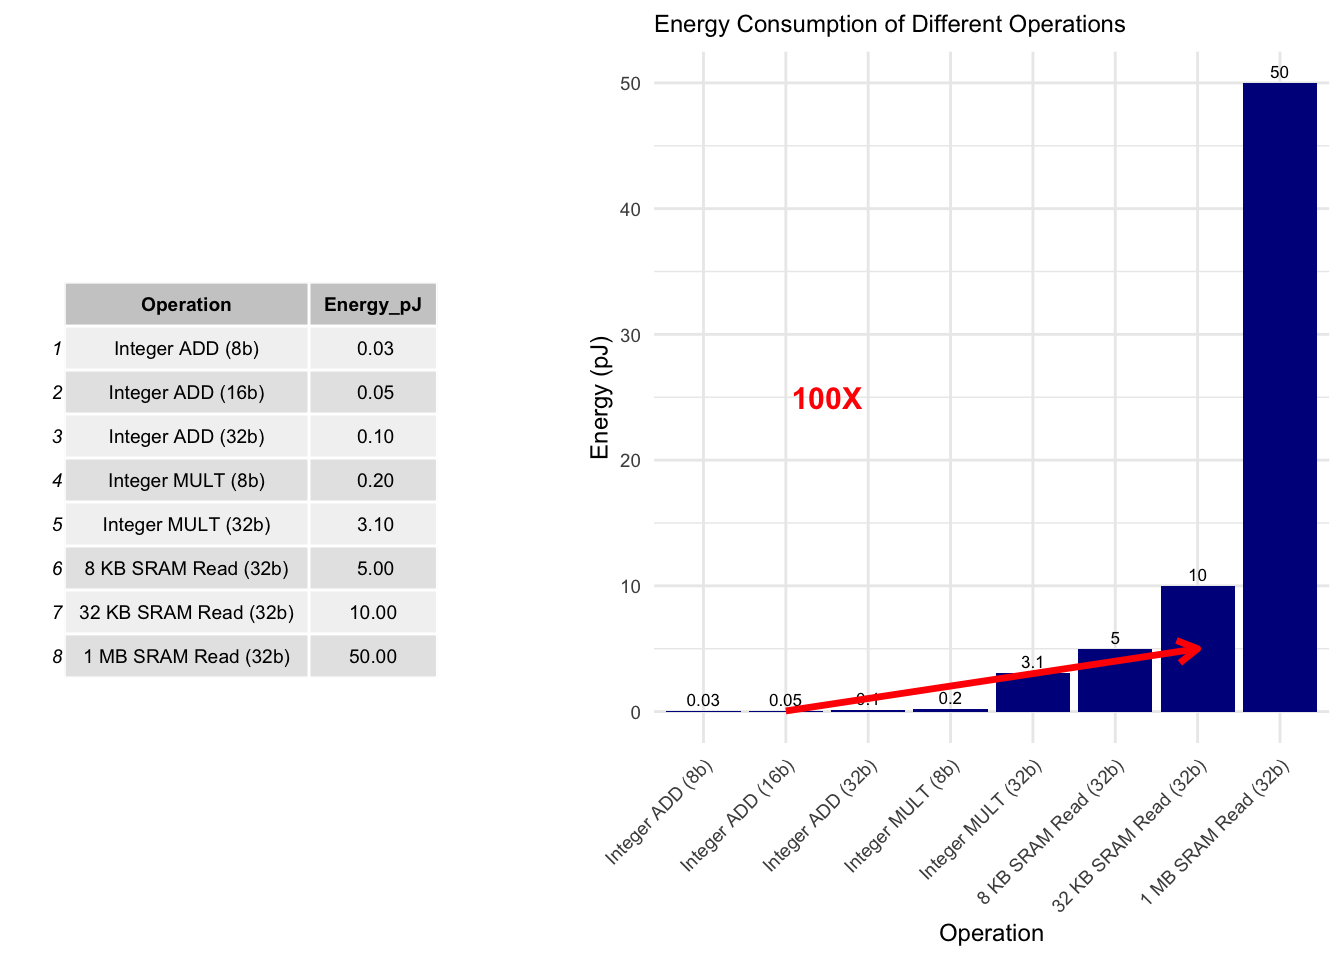 Operation Energy_pJ
1 Integer ADD (8b) 0.03
2 Integer ADD (16b) 0.05
3 Integer ADD (32b) 0.10
4 Integer MULT (8b) 0.20
5 Integer MULT (32b) 3.10
6 8 KB SRAM Read (32b) 5.00
7 32 KB SRAM Read (32b) 10.00
8 1 MB SRAM Read (32b) 50.00
Energy Consumption of Different Operations
Energy (pJ)
50
40
30
20
10
0
100X
0.03
0.05
0.1
0.2
3.1
5
10
50
Integer ADD (8b)
Integer ADD (16b)
Integer ADD (32b)
Integer MULT (8b)
Integer MULT (32b)
8 KB SRAM Read (32b)
32 KB SRAM Read (32b)
1 MB SRAM Read (32b)
Operation